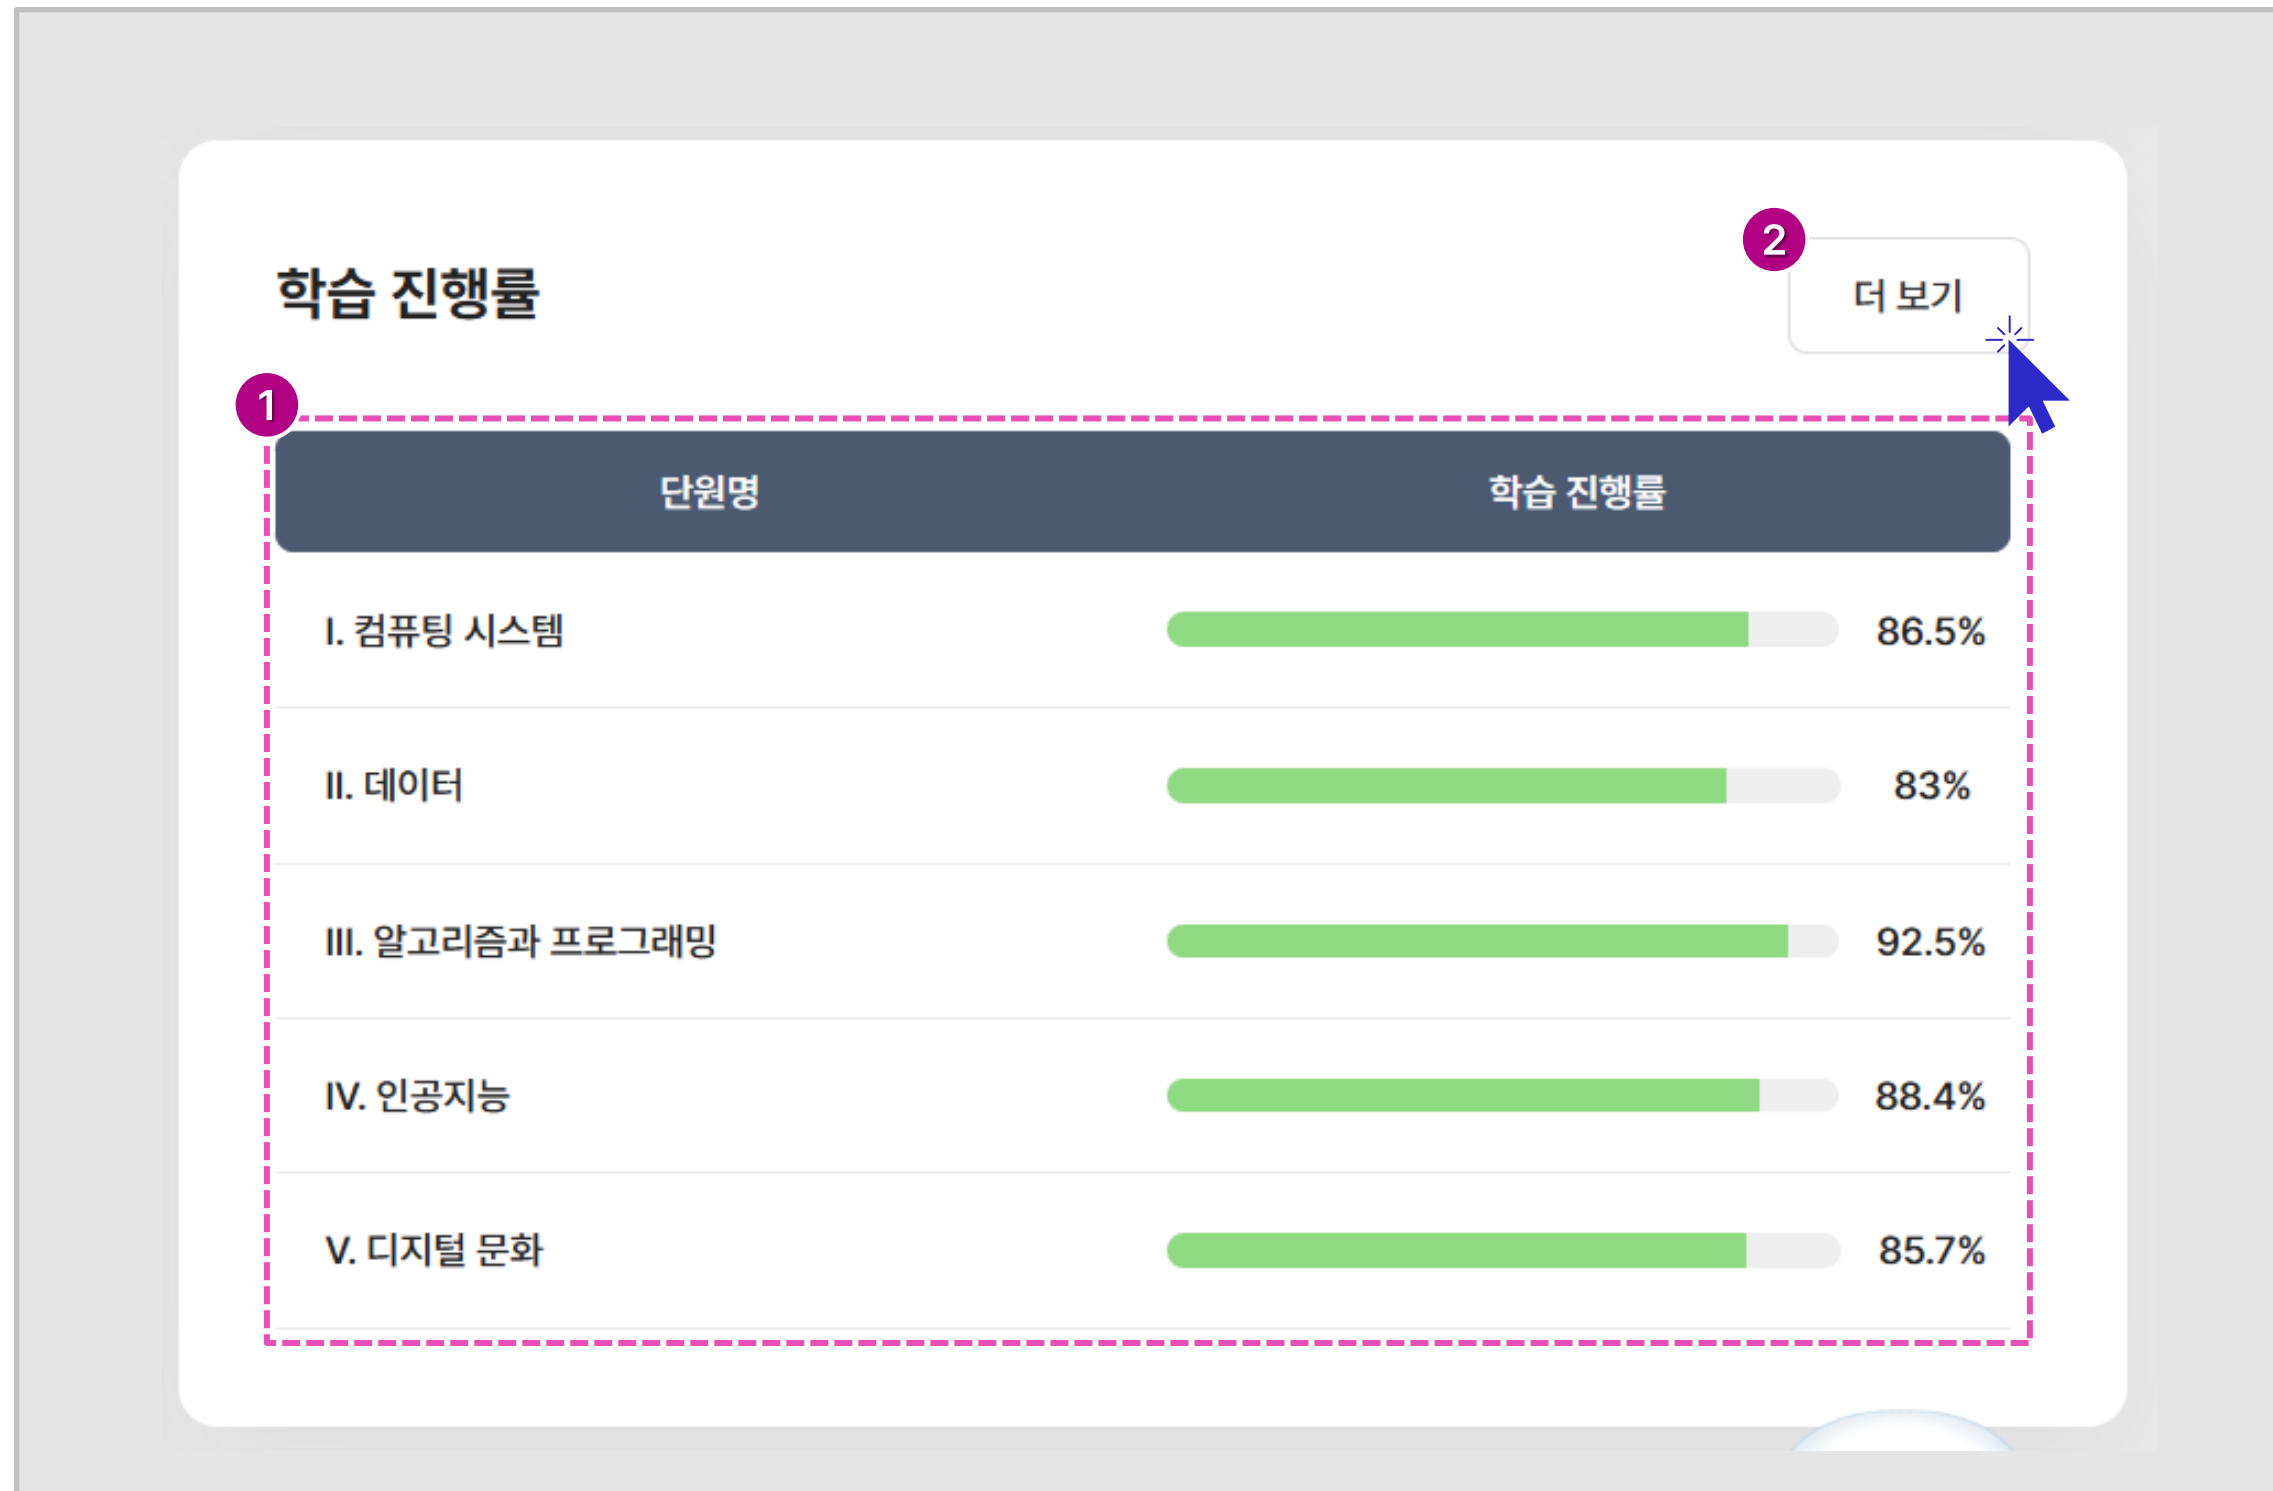 학습 진행률
2
더 보기
1
단원명 학습 진행률
I. 컴퓨팅 시스템 86.5%
II. 데이터 83%
III. 알고리즘과 프로그래밍 92.5%
IV. 인공지능 88.4%
V. 디지털 문화 85.7%